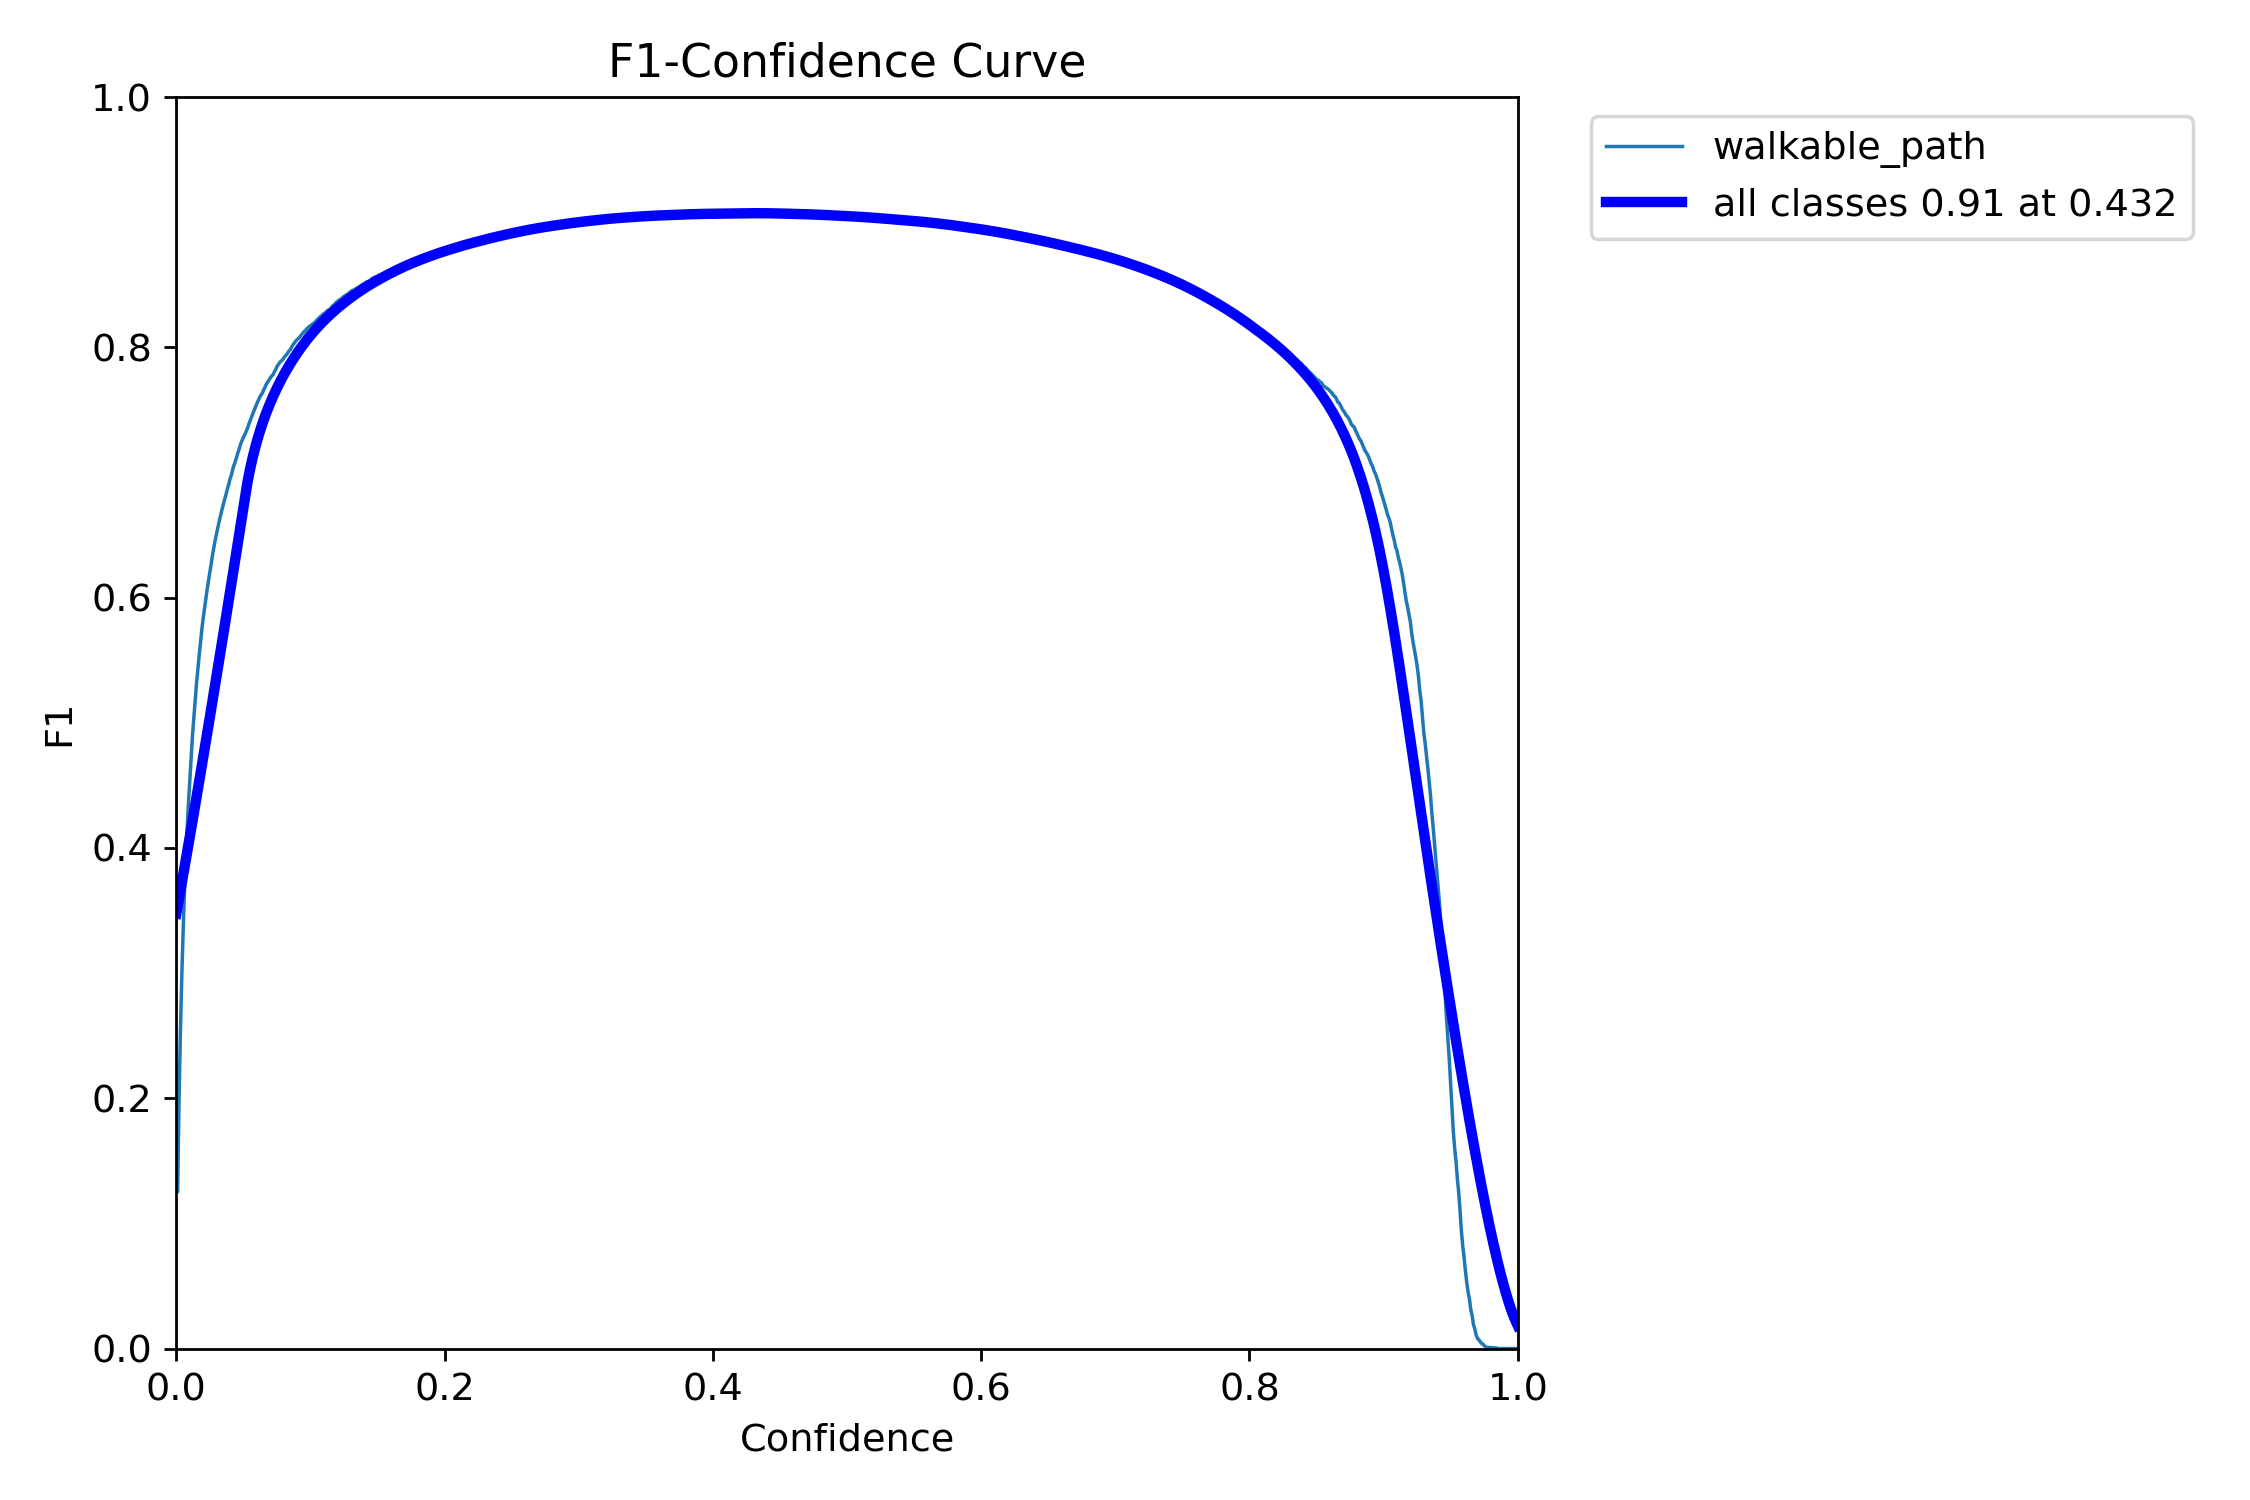 F1-Confidence Curve
1.0
0.8
0.6
0.4
0.2
0.0
F1
0.0 0.2 0.4 0.6 0.8 1.0
Confidence
walkable_path
all classes 0.91 at 0.432